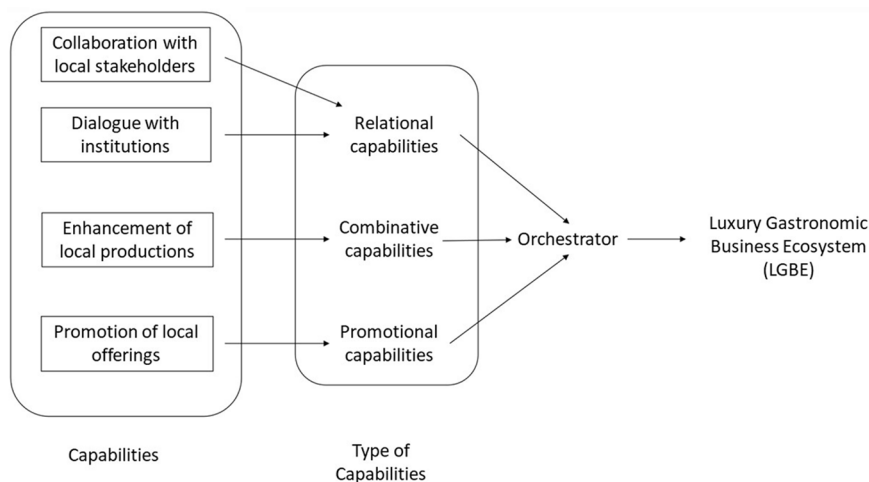 Collaboration with
local stakeholders
Dialogue with
institutions
Enhancement of
local productions
Promotion of local
offerings
Capabilities
Relational
capabilities
Combinative
capabilities
Promotional
capabilities
Type of
Capabilities
Orchestrator
Luxury Gastronomic
Business Ecosystem
(LGBE)